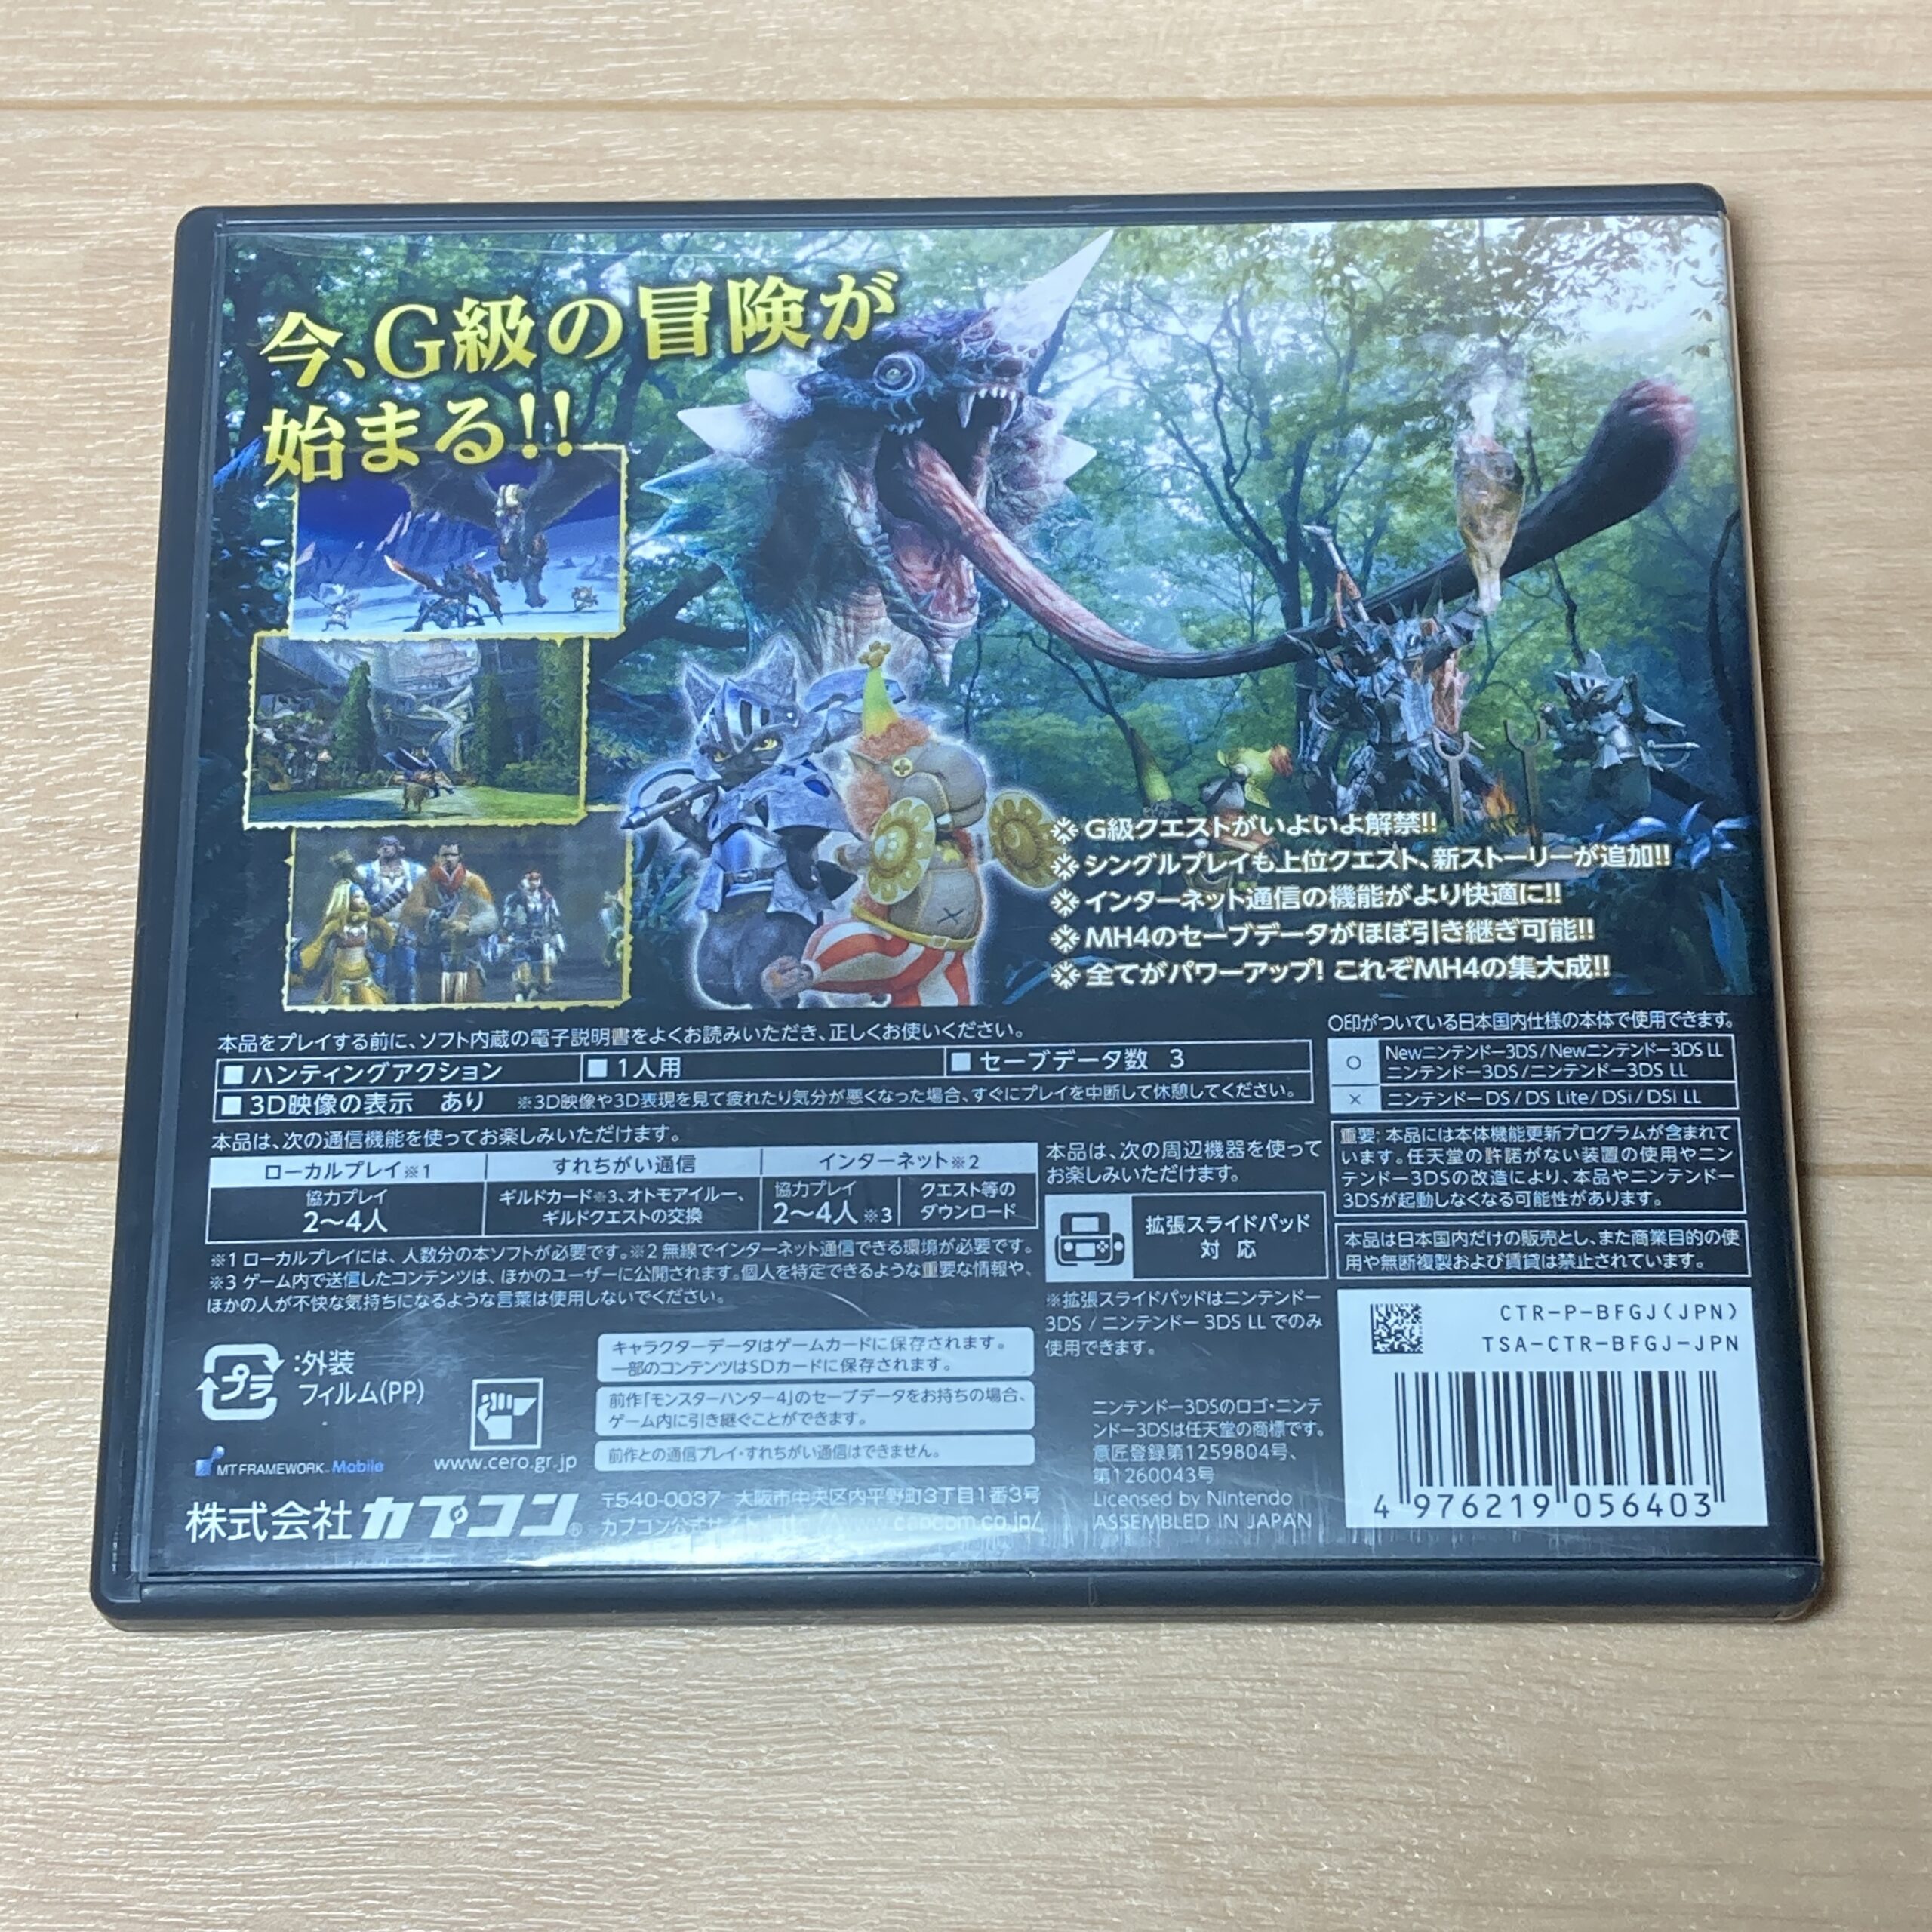 今、G級の冒険が
始まる!!
G級クエストがいよいよ解禁!!
シングルプレイも上位クエスト、新ストーリーが追加!!
インターネット通信の機能がより快適に!!
MH4のセーブデータがほぼ引き継ぎ可能!!
全てがパワーアップ! これぞMH4の集大成!!
本品をプレイする前に、ソフト内蔵の電子説明書をよくお読みいただき、正しくお使いください。
■ ハンティングアクション ■ 1人用 ■ セーブデータ数 3
■ 3D映像の表示 あり ※3D映像や3D表現を見て疲れたり気分が悪くなった場合、すぐにプレイを中断して休憩してください。
本品は、次の通信機能を使ってお楽しみいただけます。
ローカルプレイ※1 すれちがい通信 インターネット※2
協力プレイ
2〜4人
ギルドカード※3、オトモアイルー、
ギルドクエストの交換
協力プレイ
2〜4人※3
クエスト等の
ダウンロード
※1 ローカルプレイには、人数分の本ソフトが必要です。※2 無線でインターネット通信できる環境が必要です。
※3 ゲーム内で送信したコンテンツは、ほかのユーザーに公開されます。個人を特定できるような重要な情報や、
ほかの人が不快な気持ちになるような言葉は使用しないでください。
本品は、次の周辺機器を使って
お楽しみいただけます。
拡張スライドパッド
対 応
※拡張スライドパッドはニンテンドー
3DS / ニンテンドー 3DS LL でのみ
使用できます。
○印がついている日本国内仕様の本体で使用できます。
○ Newニンテンドー3DS/Newニンテンドー3DS LL
ニンテンドー3DS/ニンテンドー3DS LL
× ニンテンドーDS/DS Lite/DSi/DSi LL
重要: 本品には本体機能更新プログラムが含まれて
います。任天堂の許諾がない装置の使用やニン
テンドー3DSの改造により、本品やニンテンドー
3DSが起動しなくなる可能性があります。
本品は日本国内だけの販売とし、また商業目的の使
用や無断複製および賃貸は禁止されています。
プラ
:外装
フィルム(PP)
www.cero.gr.jp
キャラクターデータはゲームカードに保存されます。
一部のコンテンツはSDカードに保存されます。
前作「モンスターハンター4」のセーブデータをお持ちの場合、
ゲーム内に引き継ぐことができます。
前作との通信プレイ・すれちがい通信はできません。
MT FRAMEWORK Mobile
株式会社カプコン®
〒540-0037 大阪市中央区内平野町3丁目1番3号
カプコン公式サイト http://www.capcom.co.jp/
ニンテンドー3DSのロゴ・ニンテ
ンドー3DSは任天堂の商標です。
意匠登録第1259804号、
第1260043号
Licensed by Nintendo
ASSEMBLED IN JAPAN
CTR-P-BFGJ(JPN)
TSA-CTR-BFGJ-JPN
4 976219 056403